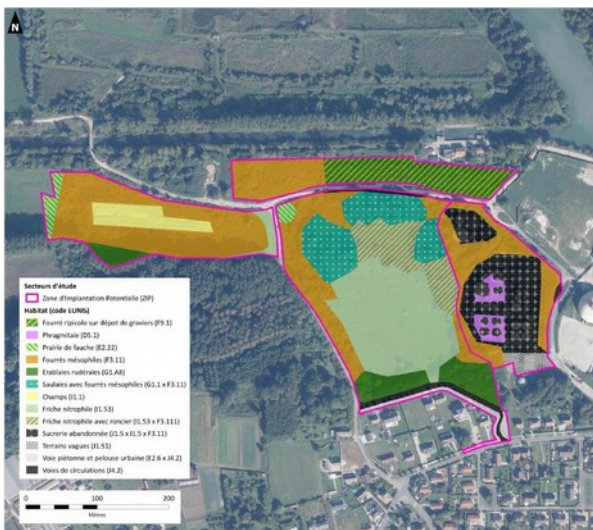 N
Secteurs d'étude
Zone d'Implantation Potentielle (ZIP)
Habitat (code EUNIS)
Fourré ripicole sur dépot de graviers (F9.1)
Phragmitaie (D5.1)
Prairie de fauche (E2.22)
Fourrés mésophiles (F3.11)
Erablaies rudérales (G1.A8)
Saulaies avec fourrés mésophiles (G1.1 x F3.11)
Champs (I1.1)
Friche nitrophile (I1.53)
Friche nitrophile avec roncier (I1.53 x F3.111)
Sucrerie abandonnée (J1.5 x I1.5 x F3.11)
Terrains vagues (J1.51)
Voie piétonne et pelouse urbaine (E2.6 x J4.2)
Voies de circulations (J4.2)
0 100 200
Mètres